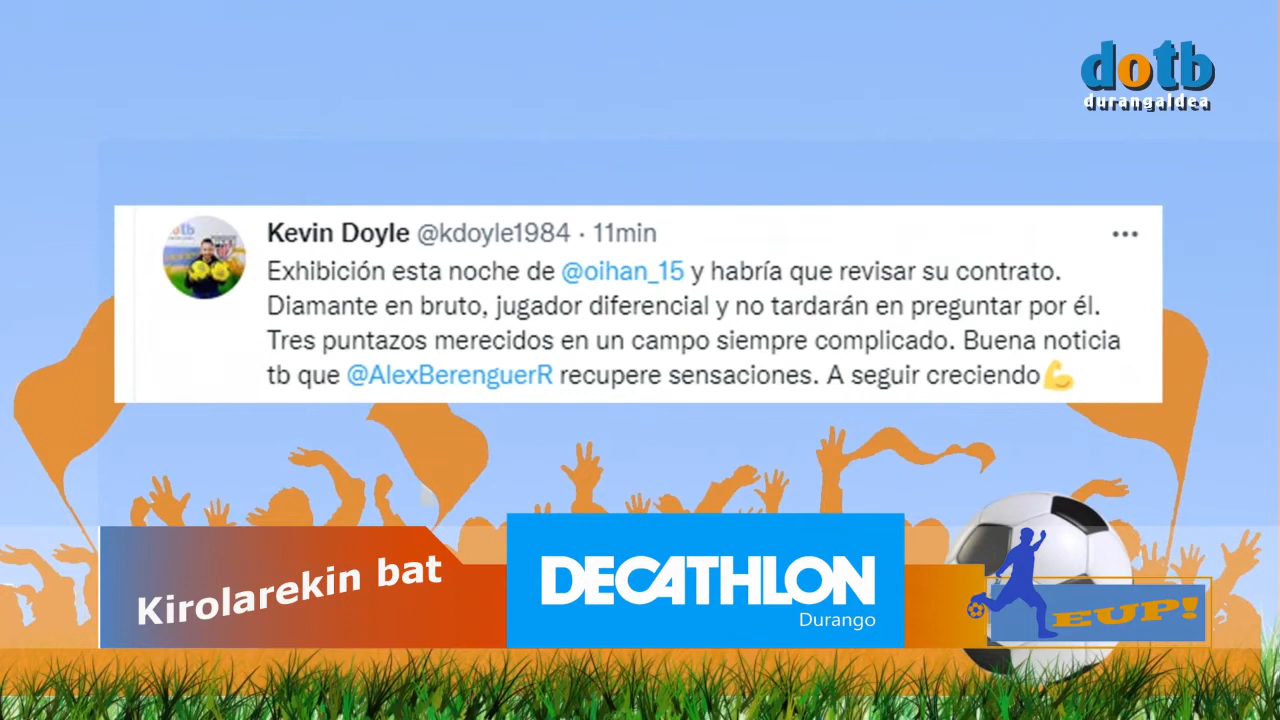 dotb
durangaldea
Kevin Doyle @kdoyle1984 · 11min
Exhibición esta noche de @oihan_15 y habría que revisar su contrato.
Diamante en bruto, jugador diferencial y no tardarán en preguntar por él.
Tres puntazos merecidos en un campo siempre complicado. Buena noticia
tb que @AlexBerenguerR recupere sensaciones. A seguir creciendo💪
Kirolarekin bat
DECATHLON
Durango
EUP!